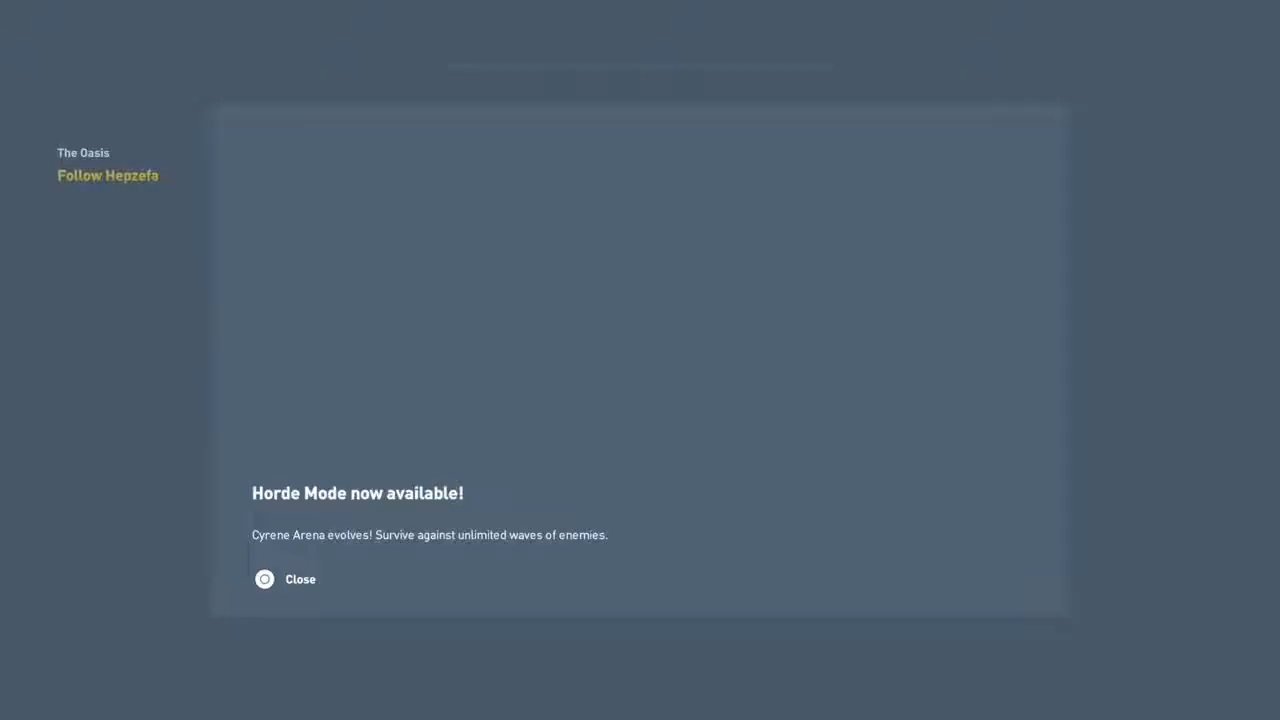 The Oasis
Follow Hepzefa
Horde Mode now available!
Cyrene Arena evolves! Survive against unlimited waves of enemies.
Close